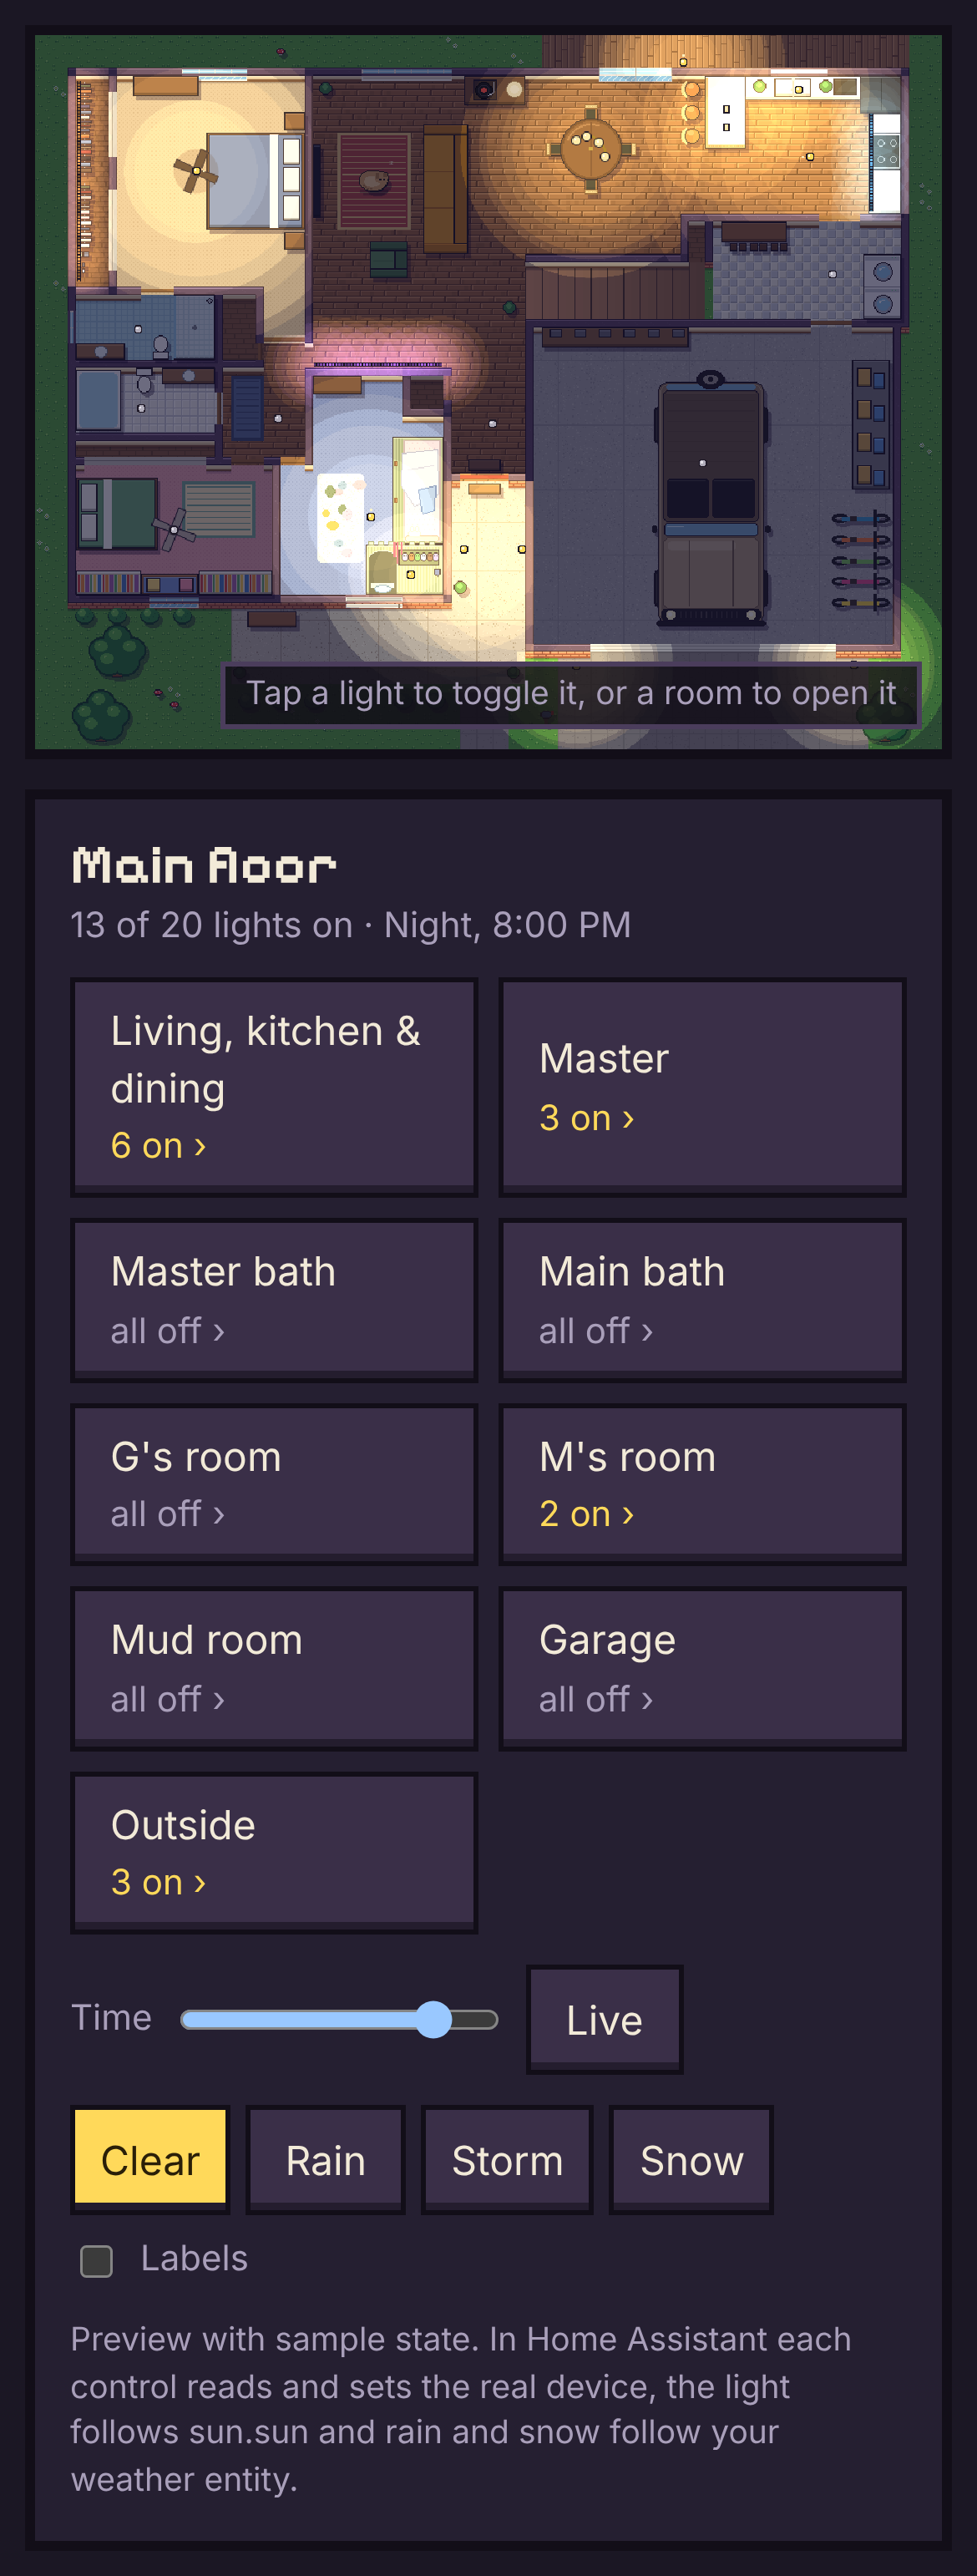 Tap a light to toggle it, or a room to open it
Main floor
13 of 20 lights on · Night, 8:00 PM
Living, kitchen &
dining
6 on ›
Master
3 on ›
Master bath
all off ›
Main bath
all off ›
G's room
all off ›
M's room
2 on ›
Mud room
all off ›
Garage
all off ›
Outside
3 on ›
Time
Live
Clear
Rain
Storm
Snow
Labels
Preview with sample state. In Home Assistant each
control reads and sets the real device, the light
follows sun.sun and rain and snow follow your
weather entity.